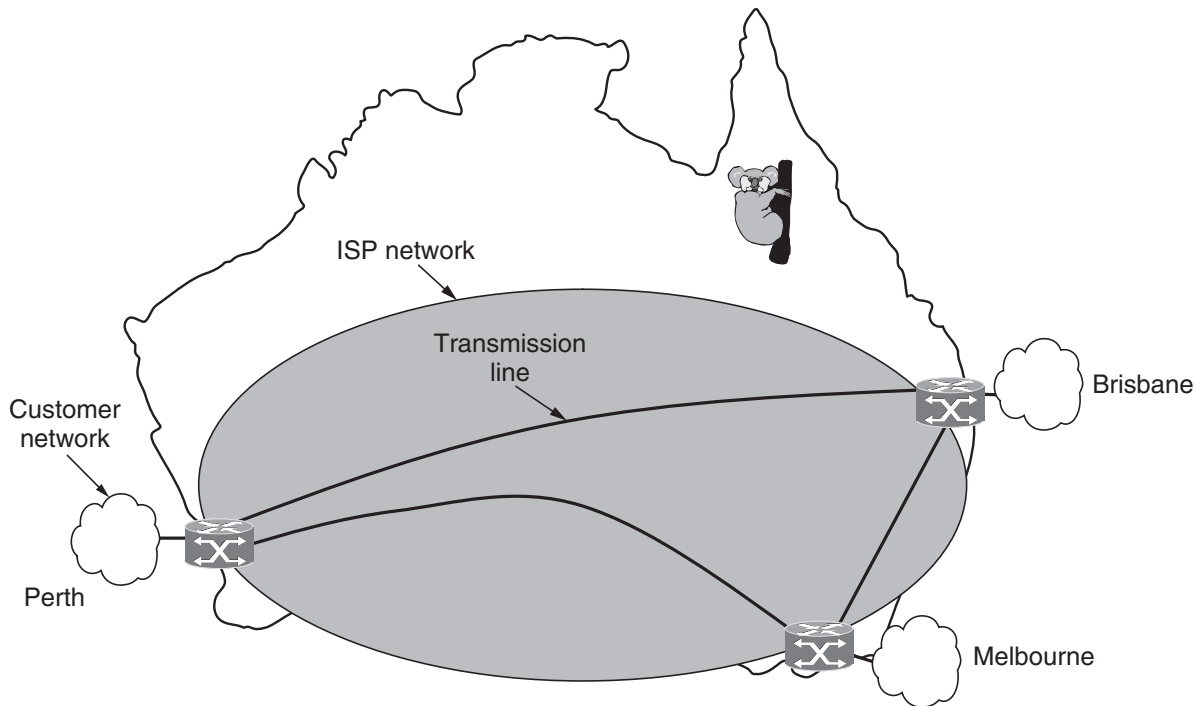 ISP network
Transmission
line
Brisbane
Customer
network
Perth
Melbourne